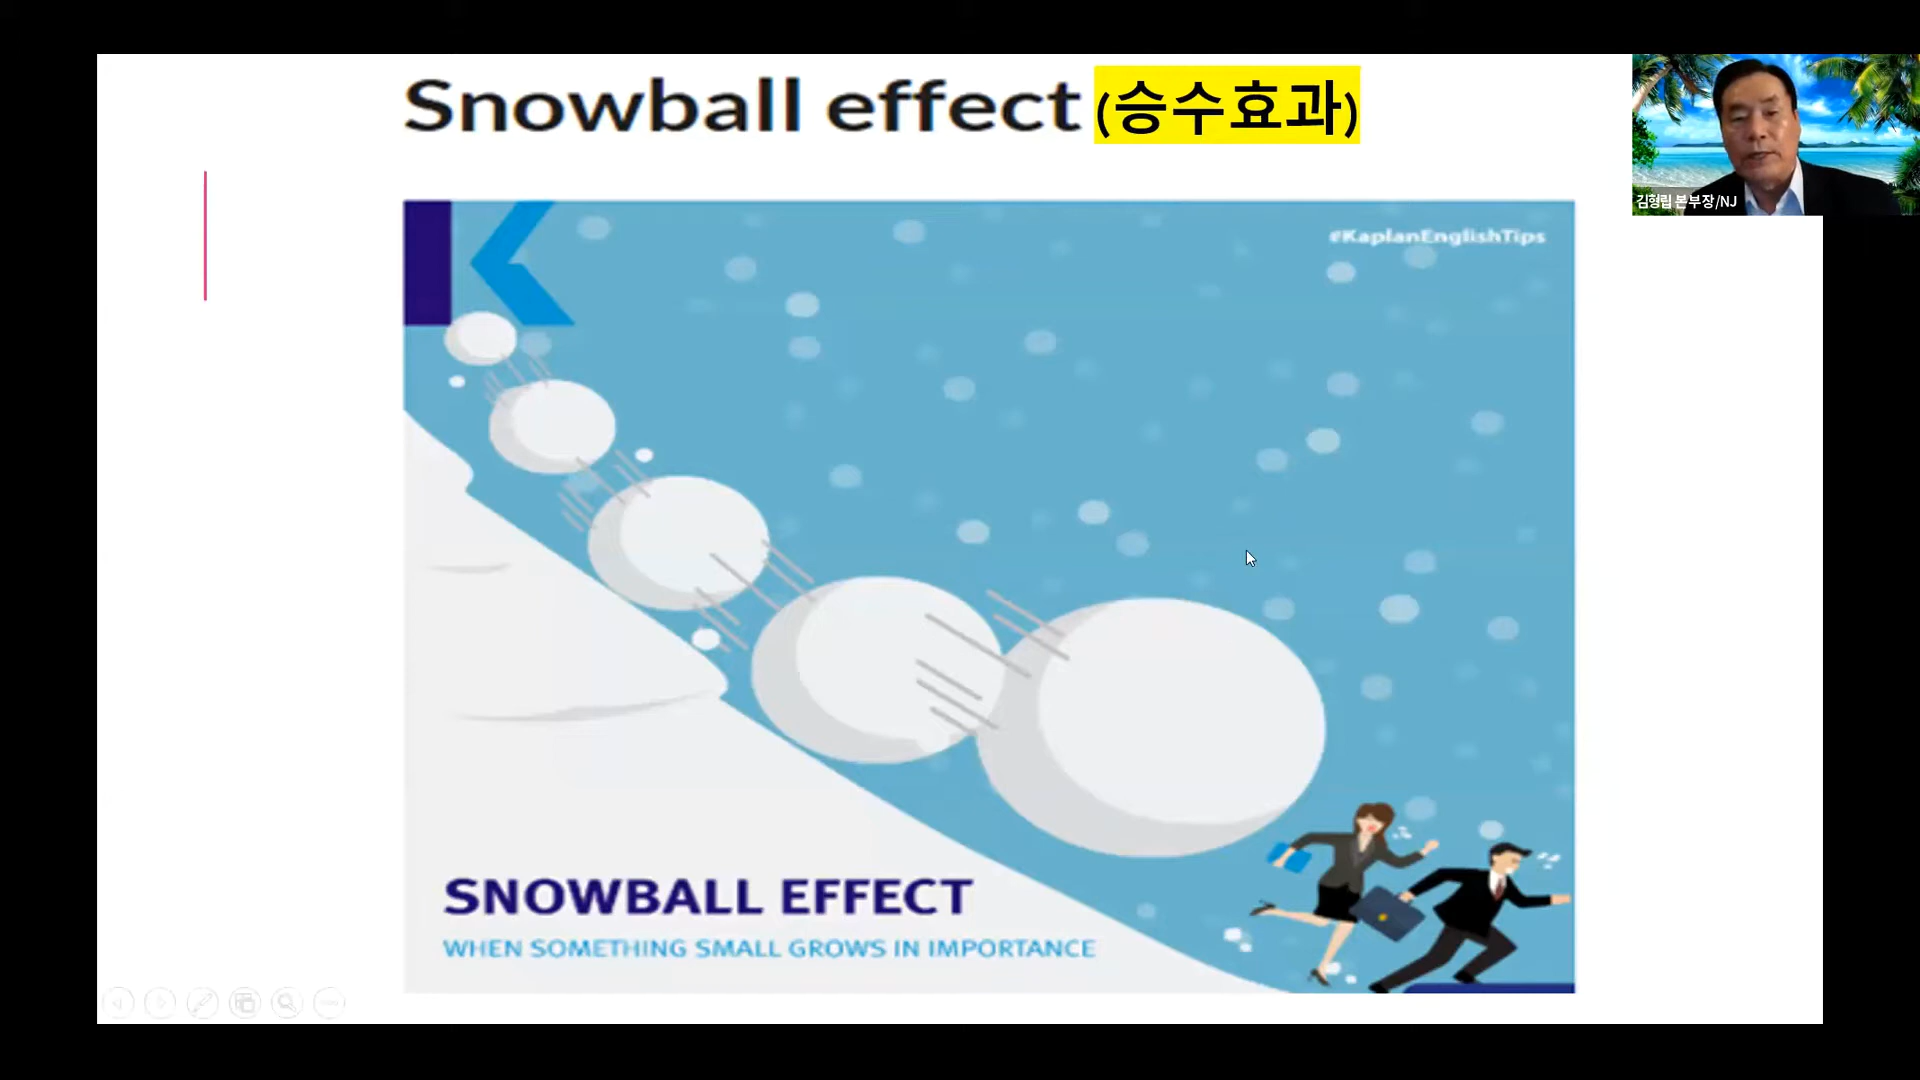 Snowball effect (승수효과)
김형립 본부장/NJ
#KaplanEnglishTips
SNOWBALL EFFECT
WHEN SOMETHING SMALL GROWS IN IMPORTANCE